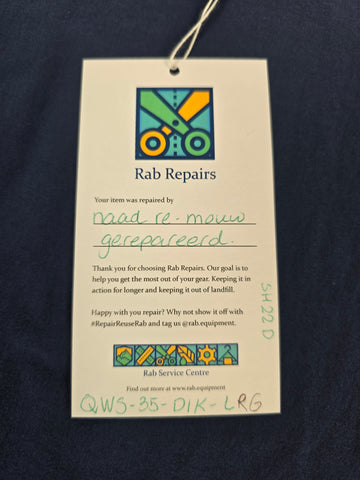 Rab Repairs
Your item was repaired by
naad re. mouw
gerepareerd.
Thank you for choosing Rab Repairs. Our goal is to
help you get the most out of your gear. Keeping it in
action for longer and keeping it out of landfill.
Happy with you repair? Why not show it off with
#RepairReuseRab and tag us @rab.equipment.
SH22 D
Rab Service Centre
Find out more at www.rab.equipment
QWS-35-DIK-LRG